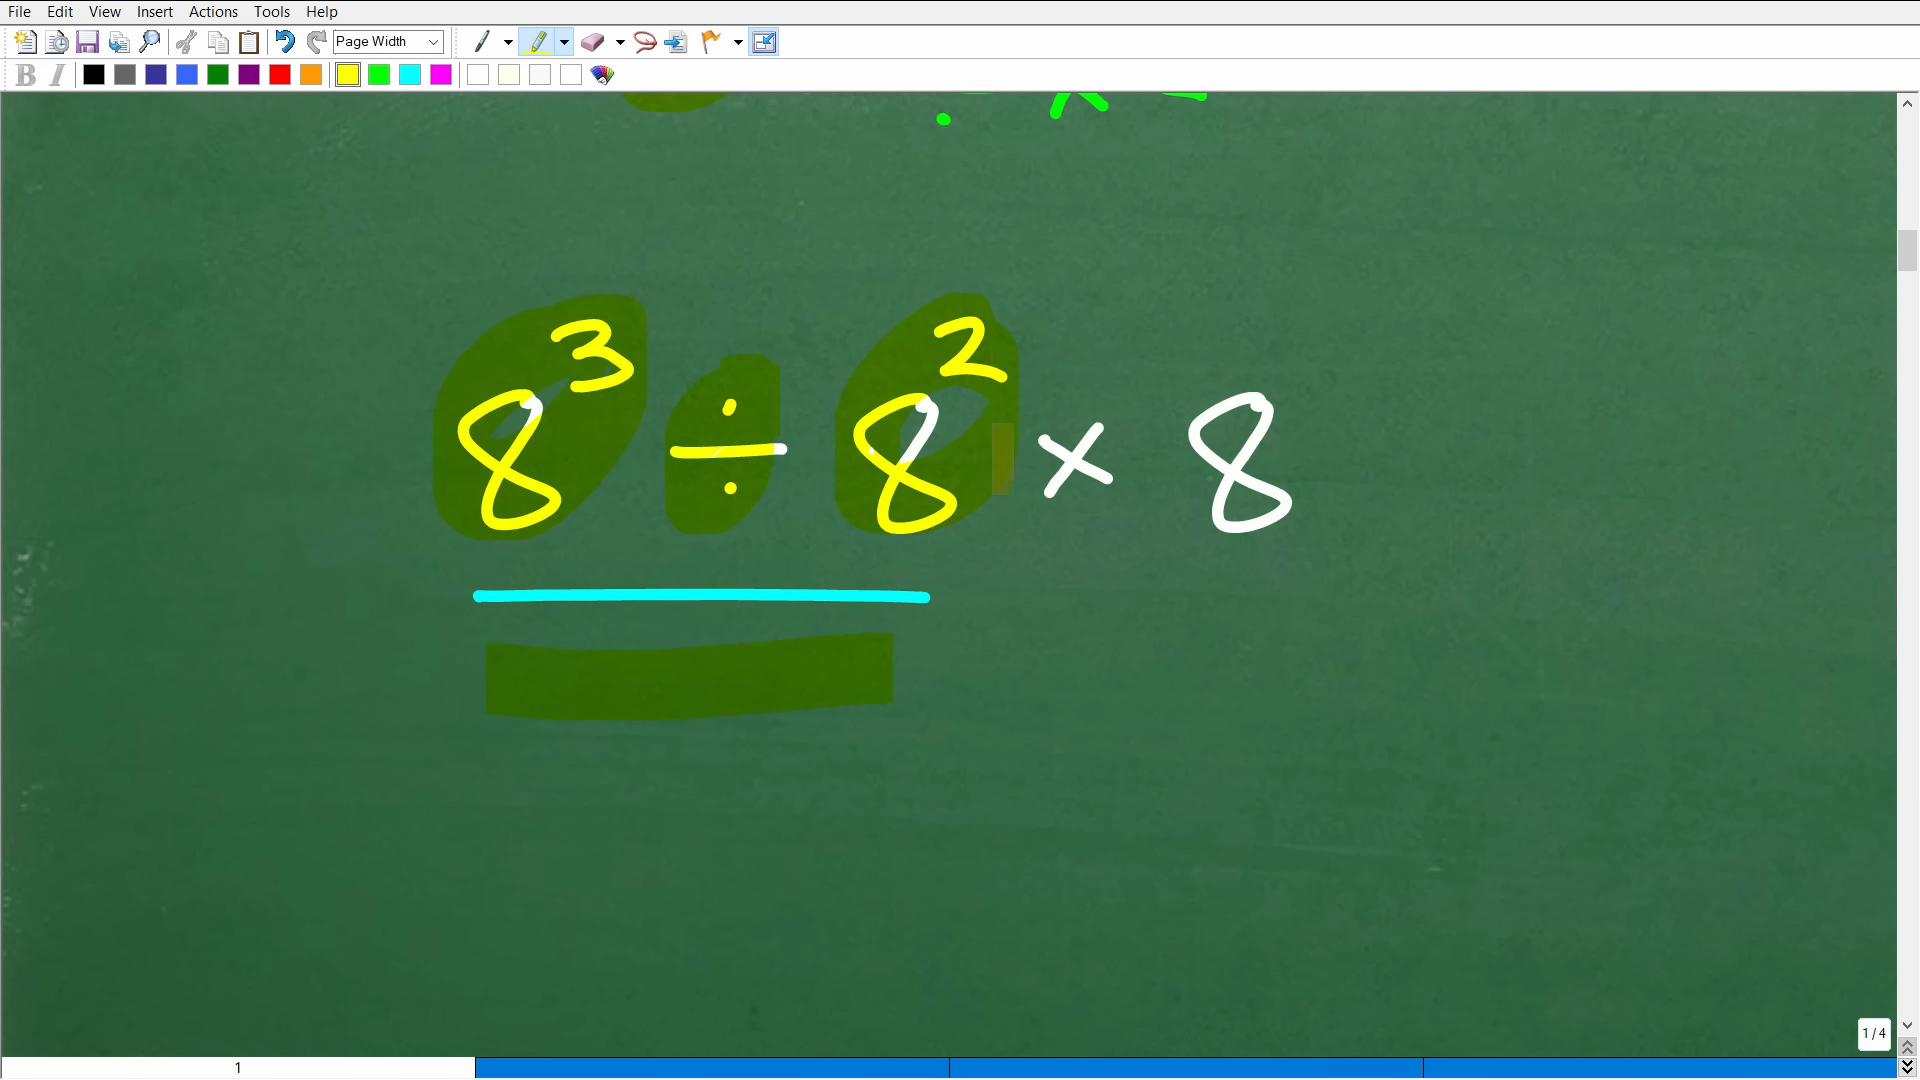 File Edit View Insert Actions Tools Help
Page Width
B I
8³ ÷ 8² × 8
1 / 4
1